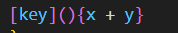 [key](){x + y}